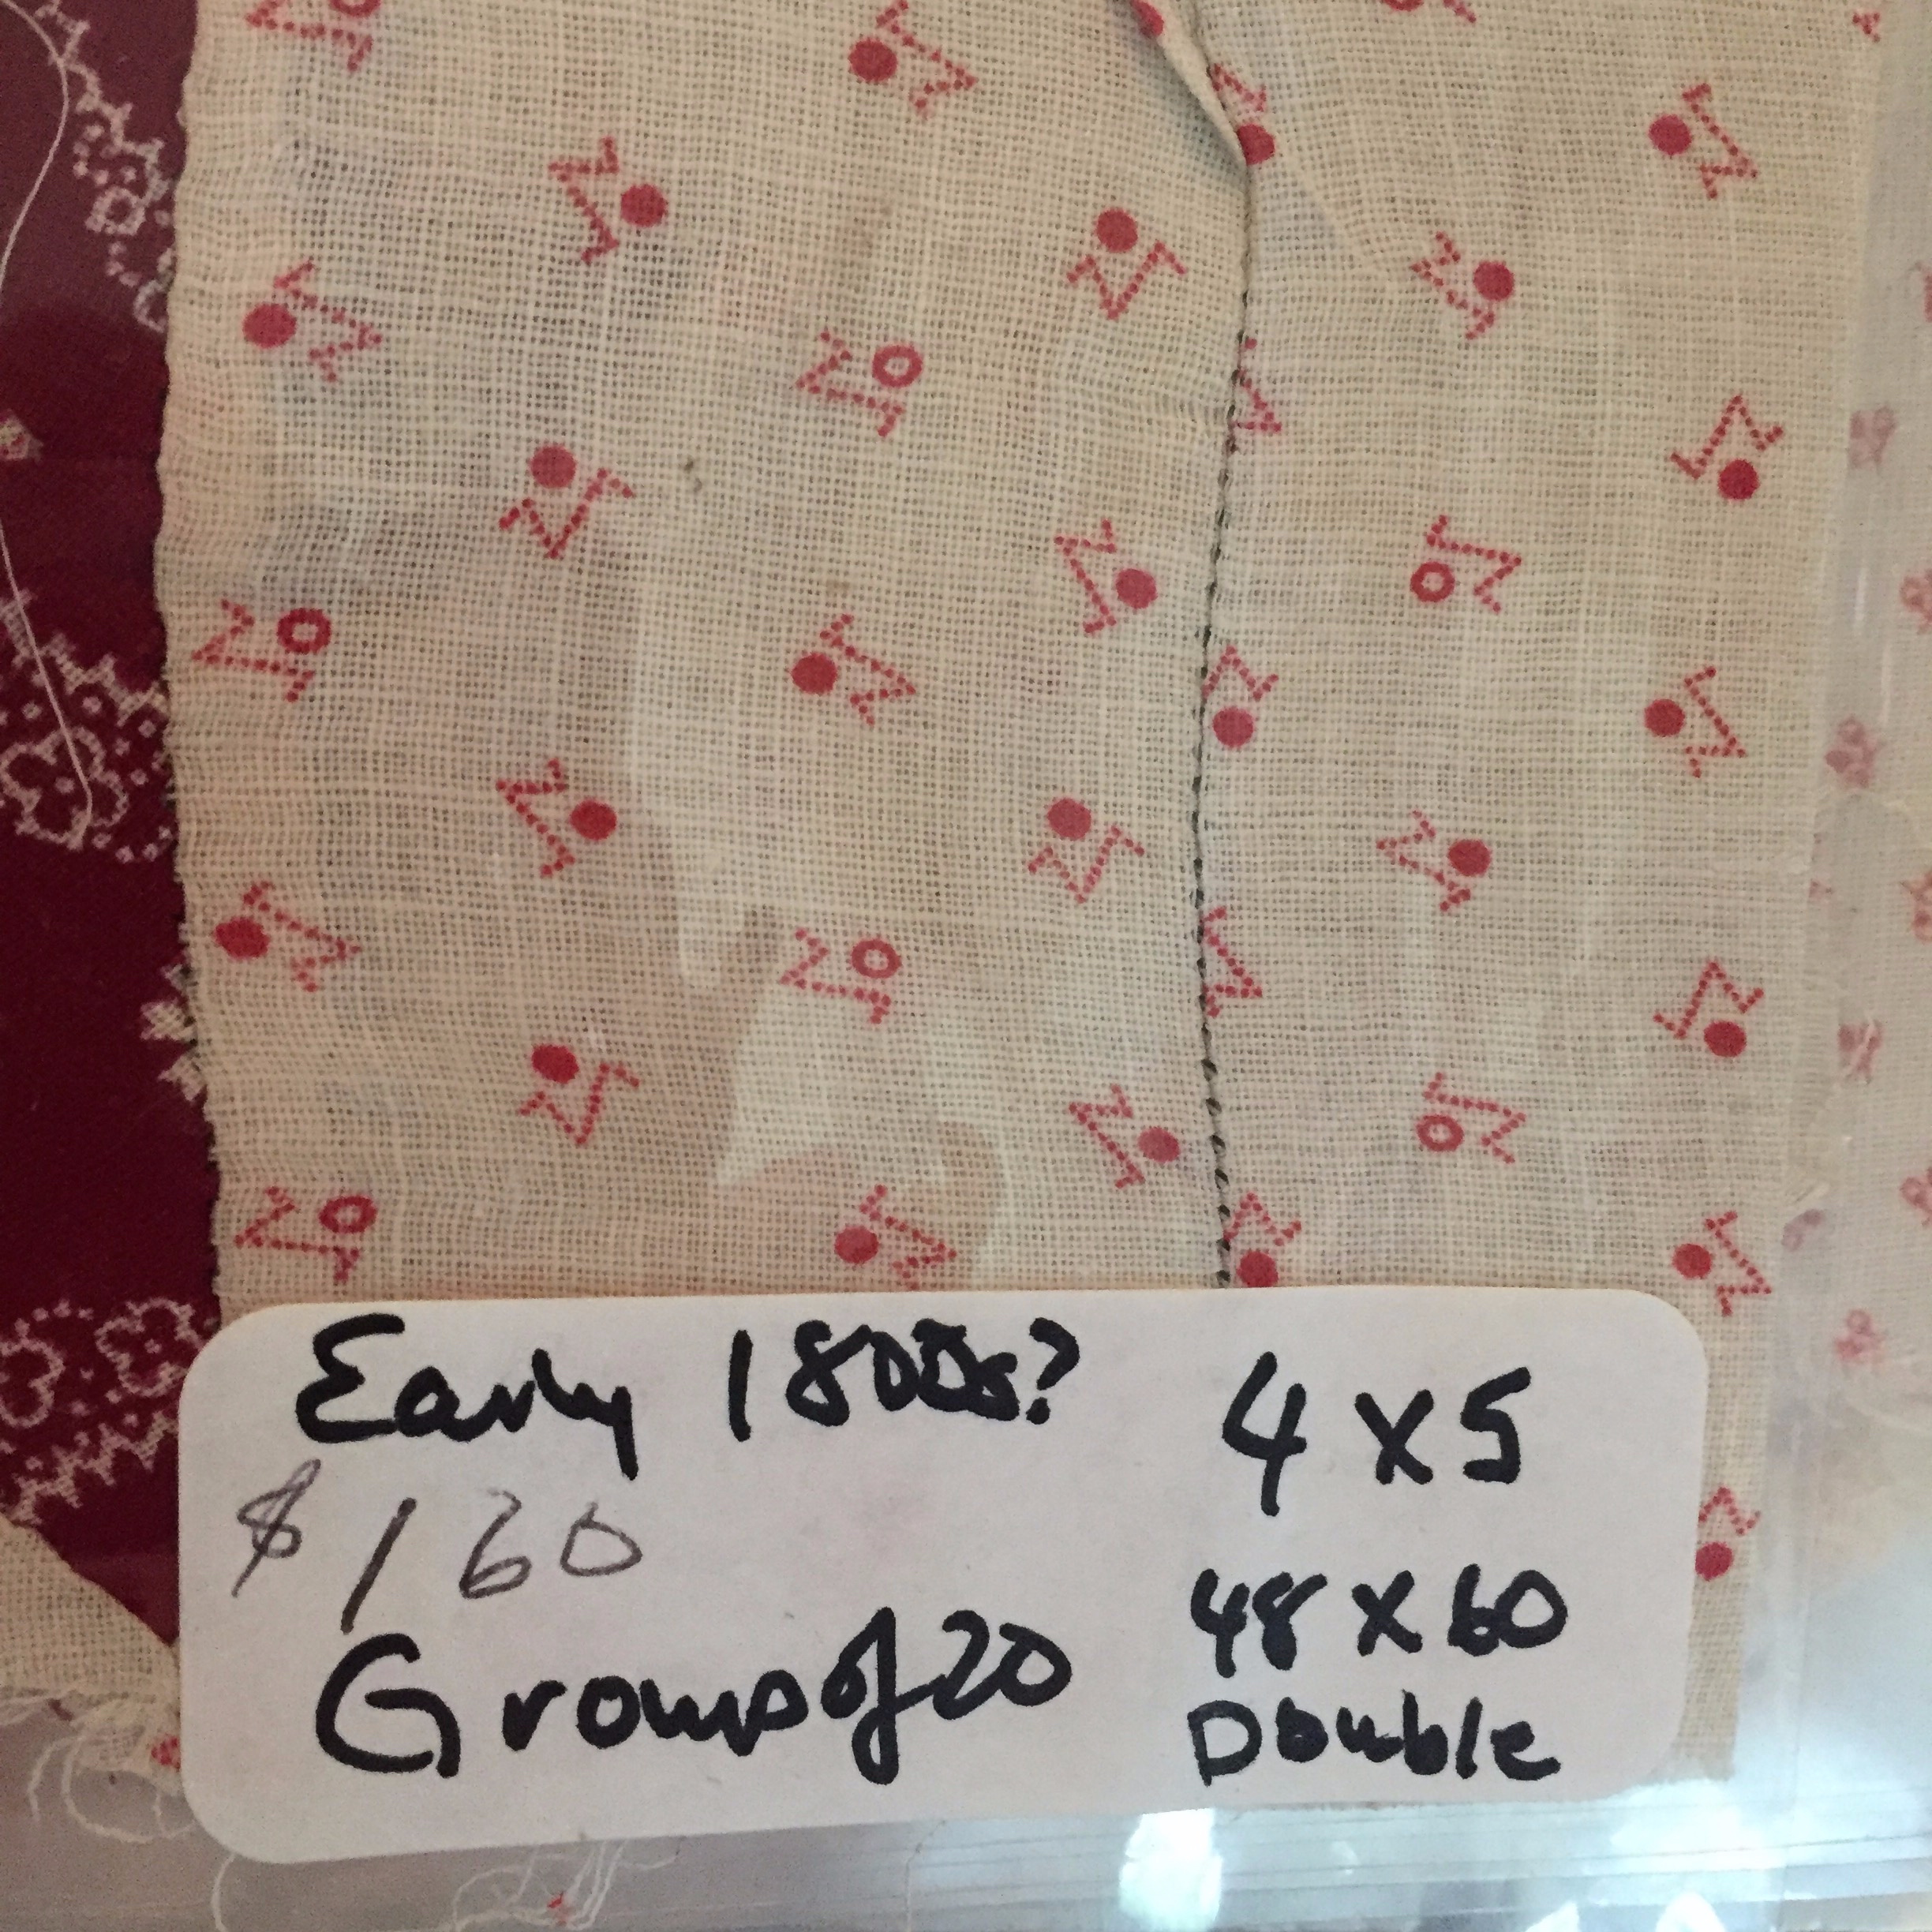 Early 1800s?
$160
Group of 20
4 x 5
48 x 60
Double